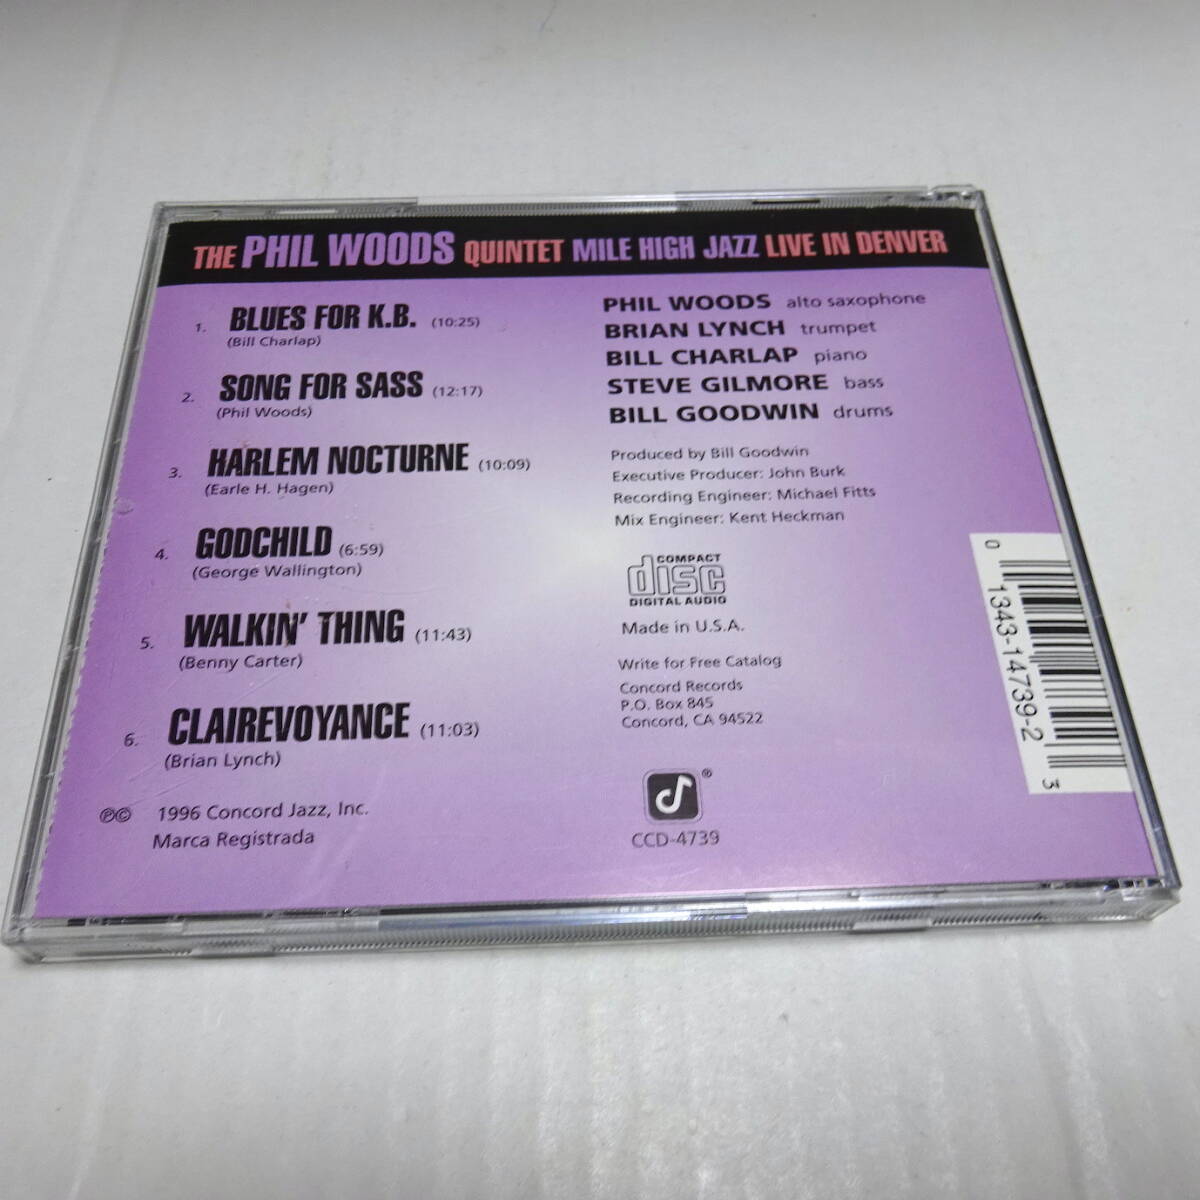 THE PHIL WOODS QUINTET MILE HIGH JAZZ LIVE IN DENVER
1. BLUES FOR K.B. (10:25)
(Bill Charlap)
2. SONG FOR SASS (12:17)
(Phil Woods)
3. HARLEM NOCTURNE (10:09)
(Earle H. Hagen)
4. GODCHILD (6:59)
(George Wallington)
5. WALKIN' THING (11:43)
(Benny Carter)
6. CLAIREVOYANCE (11:03)
(Brian Lynch)
℗© 1996 Concord Jazz, Inc.
Marca Registrada
PHIL WOODS alto saxophone
BRIAN LYNCH trumpet
BILL CHARLAP piano
STEVE GILMORE bass
BILL GOODWIN drums
Produced by Bill Goodwin
Executive Producer: John Burk
Recording Engineer: Michael Fitts
Mix Engineer: Kent Heckman
COMPACT
disc
DIGITAL AUDIO
Made in U.S.A.
Write for Free Catalog
Concord Records
P.O. Box 845
Concord, CA 94522
®
CCD-4739
0 1343-14739-2 3